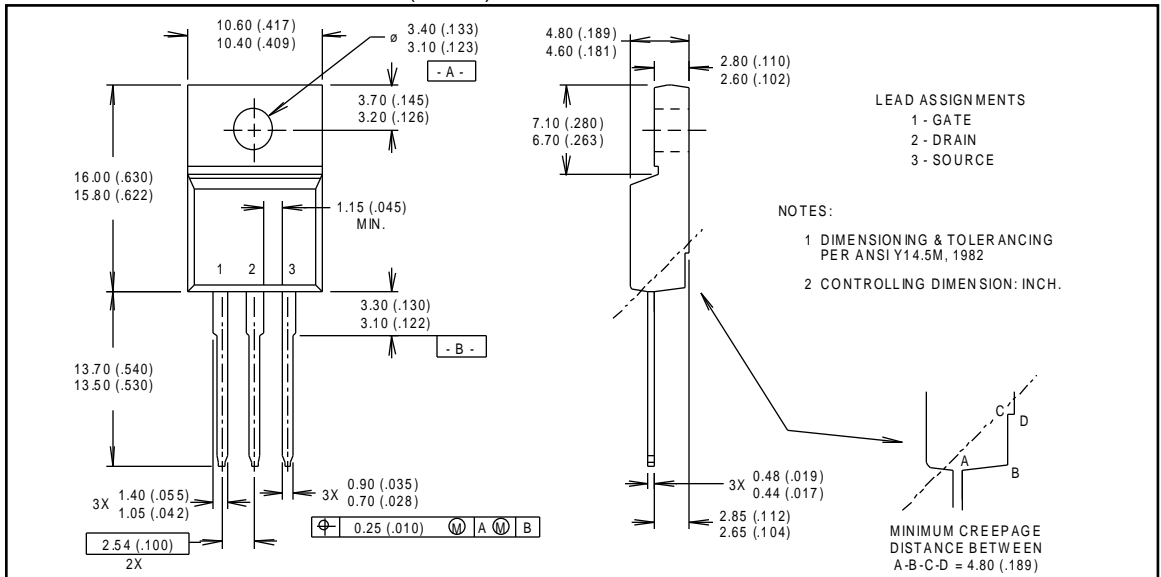 10.60 (.417)
10.40 (.409)
ø
3.40 (.133)
3.10 (.123)
- A -
3.70 (.145)
3.20 (.126)
16.00 (.630)
15.80 (.622)
1.15 (.045)
MIN.
1 2 3
3.30 (.130)
3.10 (.122)
- B -
13.70 (.540)
13.50 (.530)
3X 1.40 (.055)
1.05 (.042)
3X 0.90 (.035)
0.70 (.028)
0.25 (.010) M A M B
2.54 (.100)
2X
4.80 (.189)
4.60 (.181)
2.80 (.110)
2.60 (.102)
7.10 (.280)
6.70 (.263)
3X 0.48 (.019)
0.44 (.017)
2.85 (.112)
2.65 (.104)
LEAD ASSIGNMENTS
1 - GATE
2 - DRAIN
3 - SOURCE
NOTES:
1 DIMENSIONING & TOLERANCING
PER ANSI Y14.5M, 1982
2 CONTROLLING DIMENSION: INCH.
C
D
A
B
MINIMUM CREEPAGE
DISTANCE BETWEEN
A-B-C-D = 4.80 (.189)